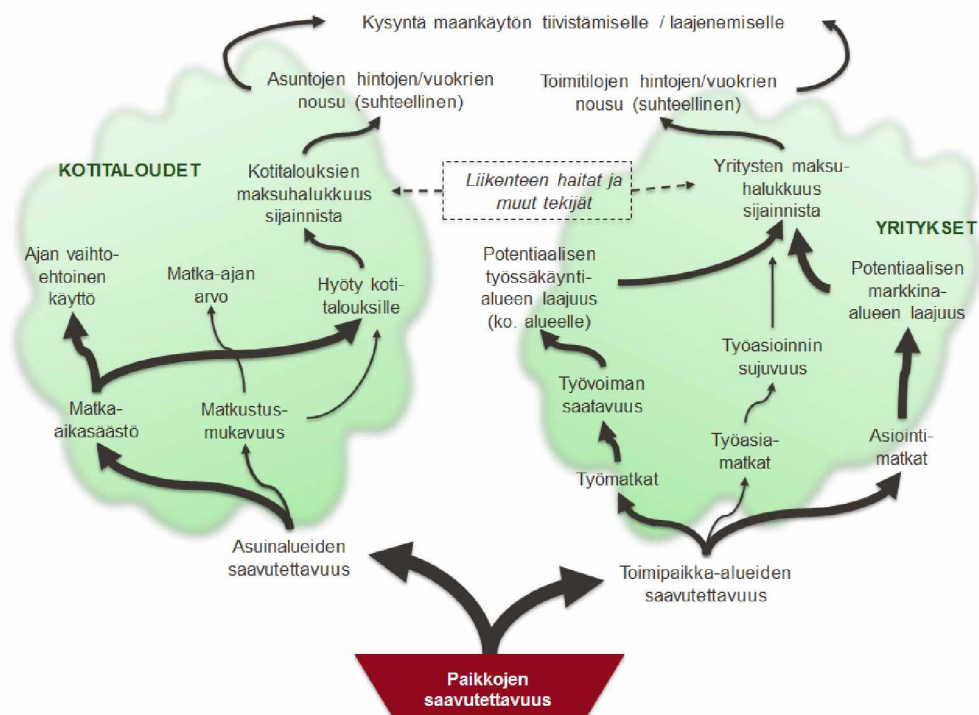 Kysyntä maankäytön tiivistämiselle / laajenemiselle
Asuntojen hintojen/vuokrien
nousu (suhteellinen)
Toimitilojen hintojen/vuokrien
nousu (suhteellinen)
KOTITALOUDET
Kotitalouksien
maksuhalukkuus
sijainnista
Liikenteen haitat ja
muut tekijät
Yritysten maksu-
halukkuus
sijainnista
YRITYKSET
Ajan vaihto-
ehtoinen
käyttö
Matka-ajan
arvo
Hyöty koti-
talouksille
Potentiaalisen
työssäkäynti-
alueen laajuus
(ko. alueelle)
Potentiaalisen
markkina-
alueen laajuus
Työasioinnin
sujuvuus
Matka-
aikasäästö
Matkustus-
mukavuus
Työvoiman
saatavuus
Työasia-
matkat
Asiointi-
matkat
Työmatkat
Asuinalueiden
saavutettavuus
Toimipaikka-alueiden
saavutettavuus
Paikkojen
saavutettavuus